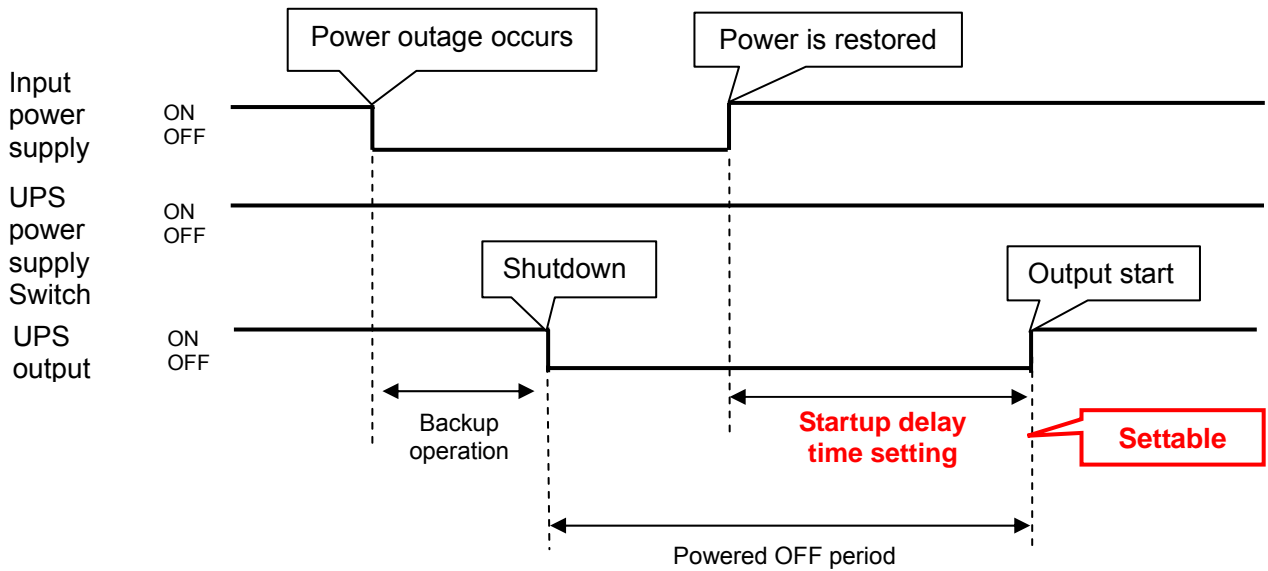 Power outage occurs
Power is restored
Input
power
supply
ON
OFF
UPS
power
supply
Switch
ON
OFF
Shutdown
Output start
UPS
output
ON
OFF
Backup
operation
Startup delay
time setting
Settable
Powered OFF period